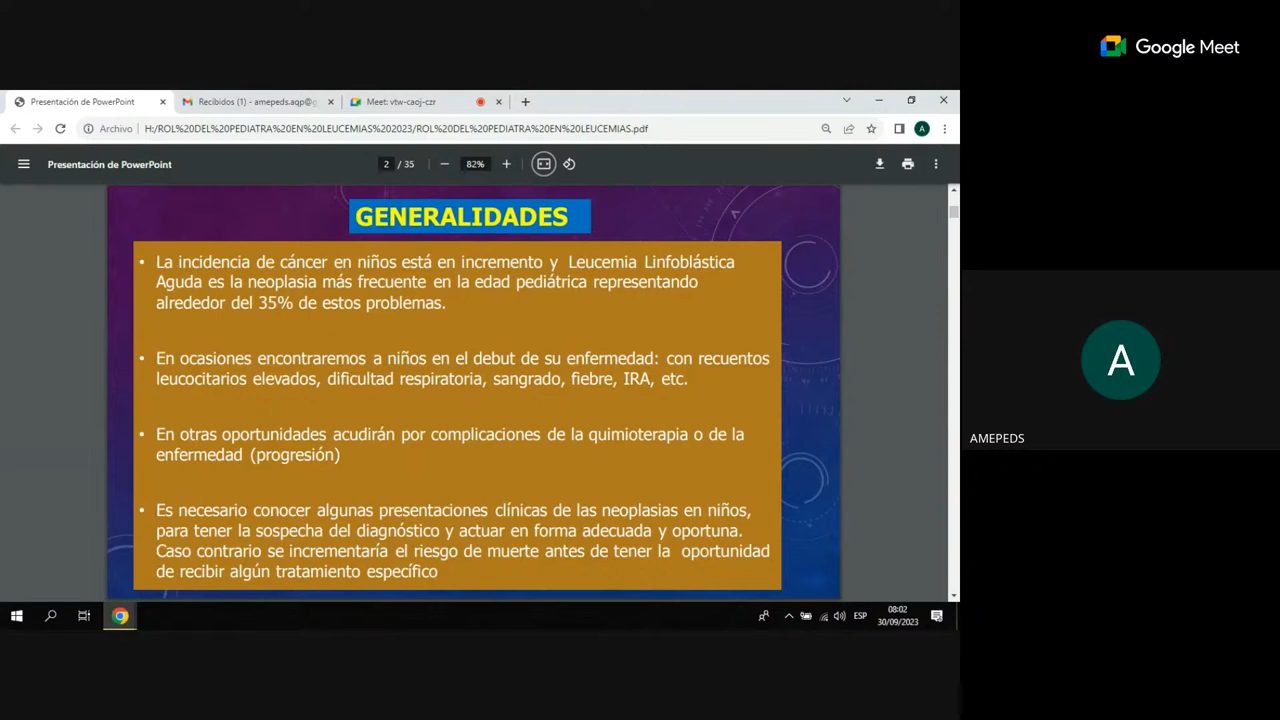 Google Meet
Presentación de PowerPoint
Recibidos (1) - amepeds.aqp@g
Meet: vtw-caoj-czr
Archivo H:/ROL%20DEL%20PEDIATRA%20EN%20LEUCEMIAS%202023/ROL%20DEL%20PEDIATRA%20EN%20LEUCEMIAS.pdf
A
Presentación de PowerPoint
2 / 35
82%
GENERALIDADES
• La incidencia de cáncer en niños está en incremento y Leucemia Linfoblástica
Aguda es la neoplasia más frecuente en la edad pediátrica representando
alrededor del 35% de estos problemas.
• En ocasiones encontraremos a niños en el debut de su enfermedad: con recuentos
leucocitarios elevados, dificultad respiratoria, sangrado, fiebre, IRA, etc.
• En otras oportunidades acudirán por complicaciones de la quimioterapia o de la
enfermedad (progresión)
• Es necesario conocer algunas presentaciones clínicas de las neoplasias en niños,
para tener la sospecha del diagnóstico y actuar en forma adecuada y oportuna.
Caso contrario se incrementaría el riesgo de muerte antes de tener la oportunidad
de recibir algún tratamiento específico
A
AMEPEDS
ESP
08:02
30/09/2023